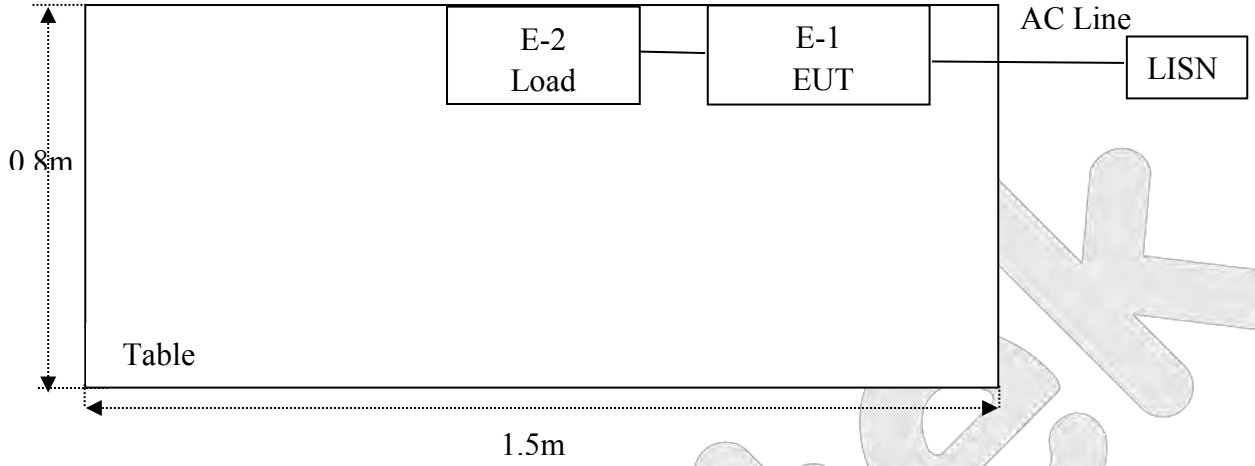 AC Line
E-2
Load
E-1
EUT
LISN
0.8m
Table
1.5m